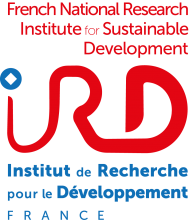 French National Research
Institute for Sustainable
Development
iRD
Institut de Recherche
pour le Développement
FRANCE